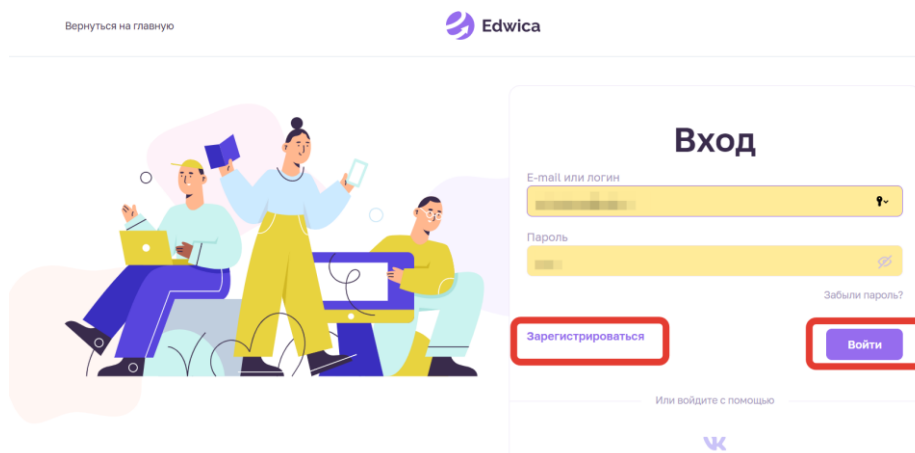 Вернуться на главную
Edwica
Вход
E-mail или логин
Пароль
Забыли пароль?
Зарегистрироваться
Войти
Или войдите с помощью